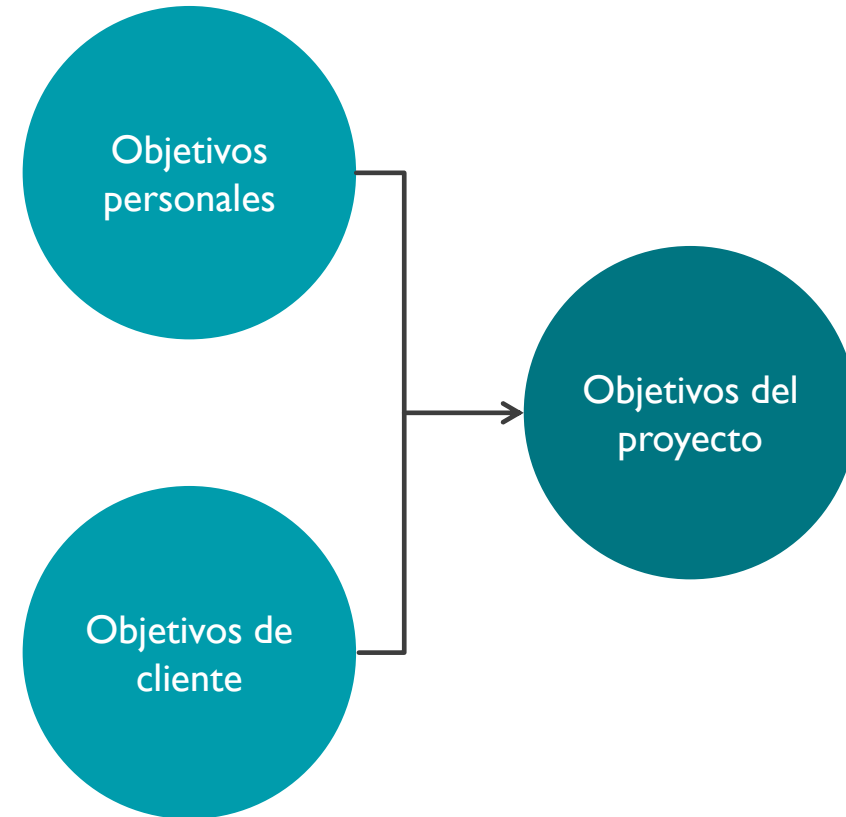 Objetivos
personales
Objetivos del
proyecto
Objetivos de
cliente